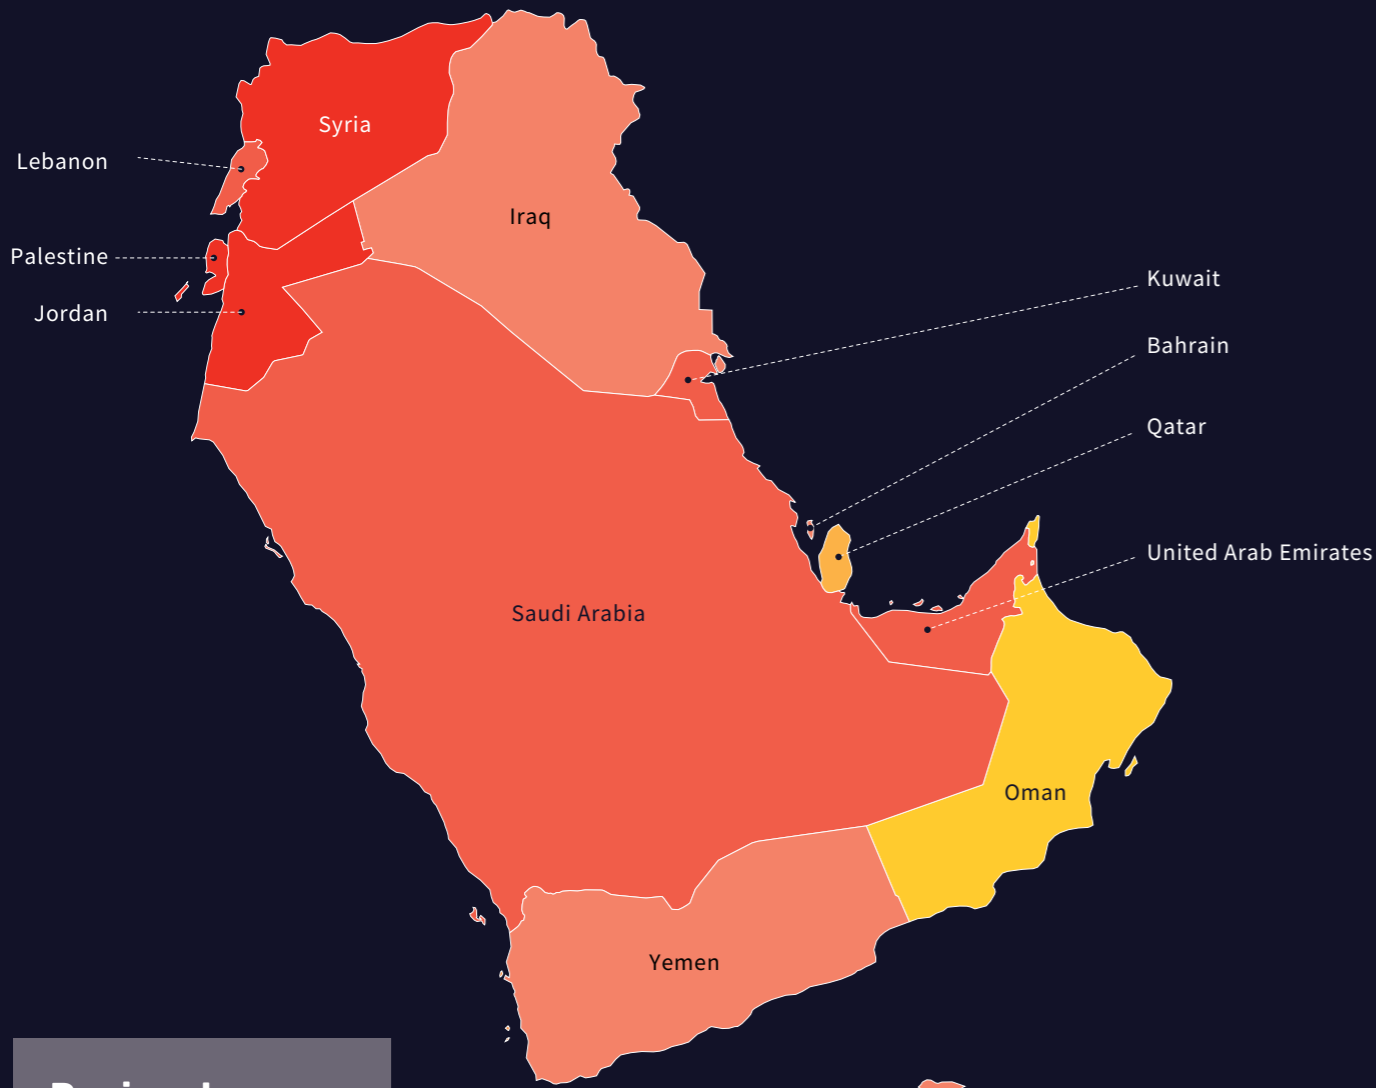 Syria
Lebanon
Iraq
Palestine
Kuwait
Jordan
Bahrain
Qatar
United Arab Emirates
Saudi Arabia
Oman
Yemen